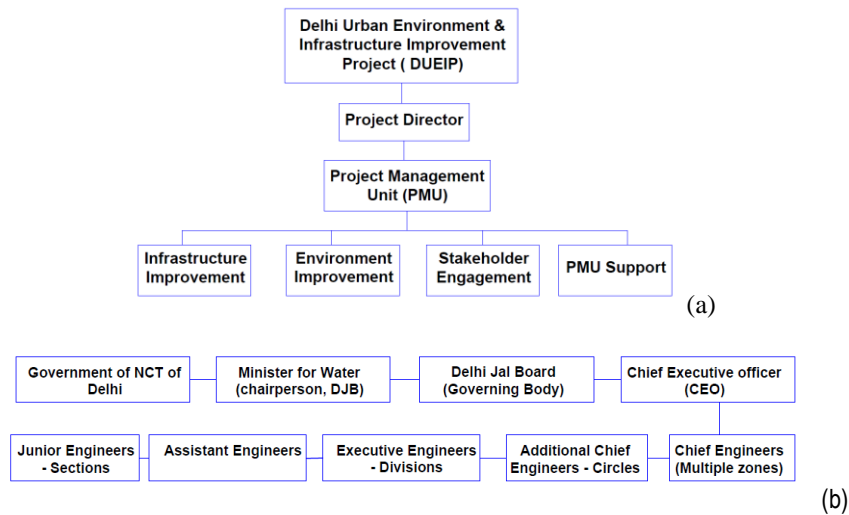 Delhi Urban Environment &
Infrastructure Improvement
Project ( DUEIP)
Project Director
Project Management
Unit (PMU)
Infrastructure
Improvement
Environment
Improvement
Stakeholder
Engagement
PMU Support
(a)
Government of NCT of
Delhi
Minister for Water
(chairperson, DJB)
Delhi Jal Board
(Governing Body)
Chief Executive officer
(CEO)
Junior Engineers
- Sections
Assistant Engineers
Executive Engineers
- Divisions
Additional Chief
Engineers - Circles
Chief Engineers
(Multiple zones)
(b)